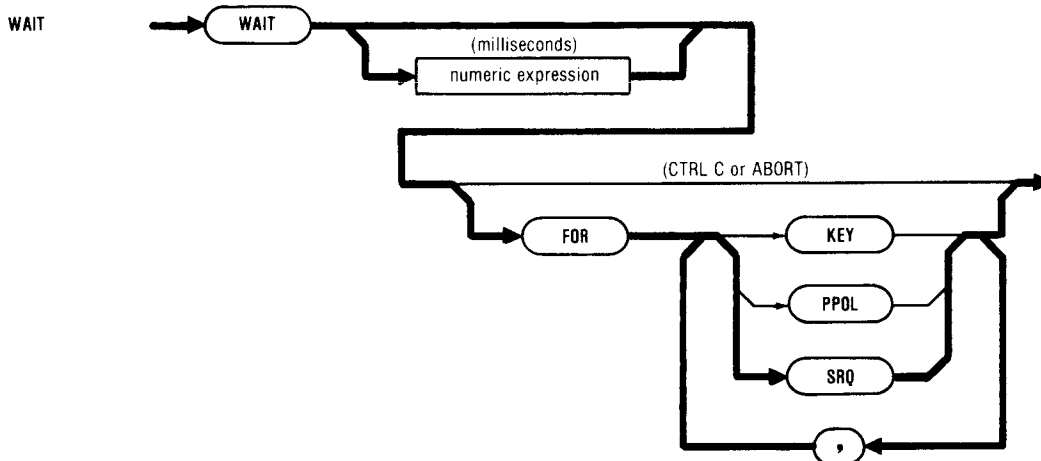 WAIT
WAIT
(milliseconds)
numeric expression
(CTRL C or ABORT)
FOR
KEY
PPOL
SRQ
,